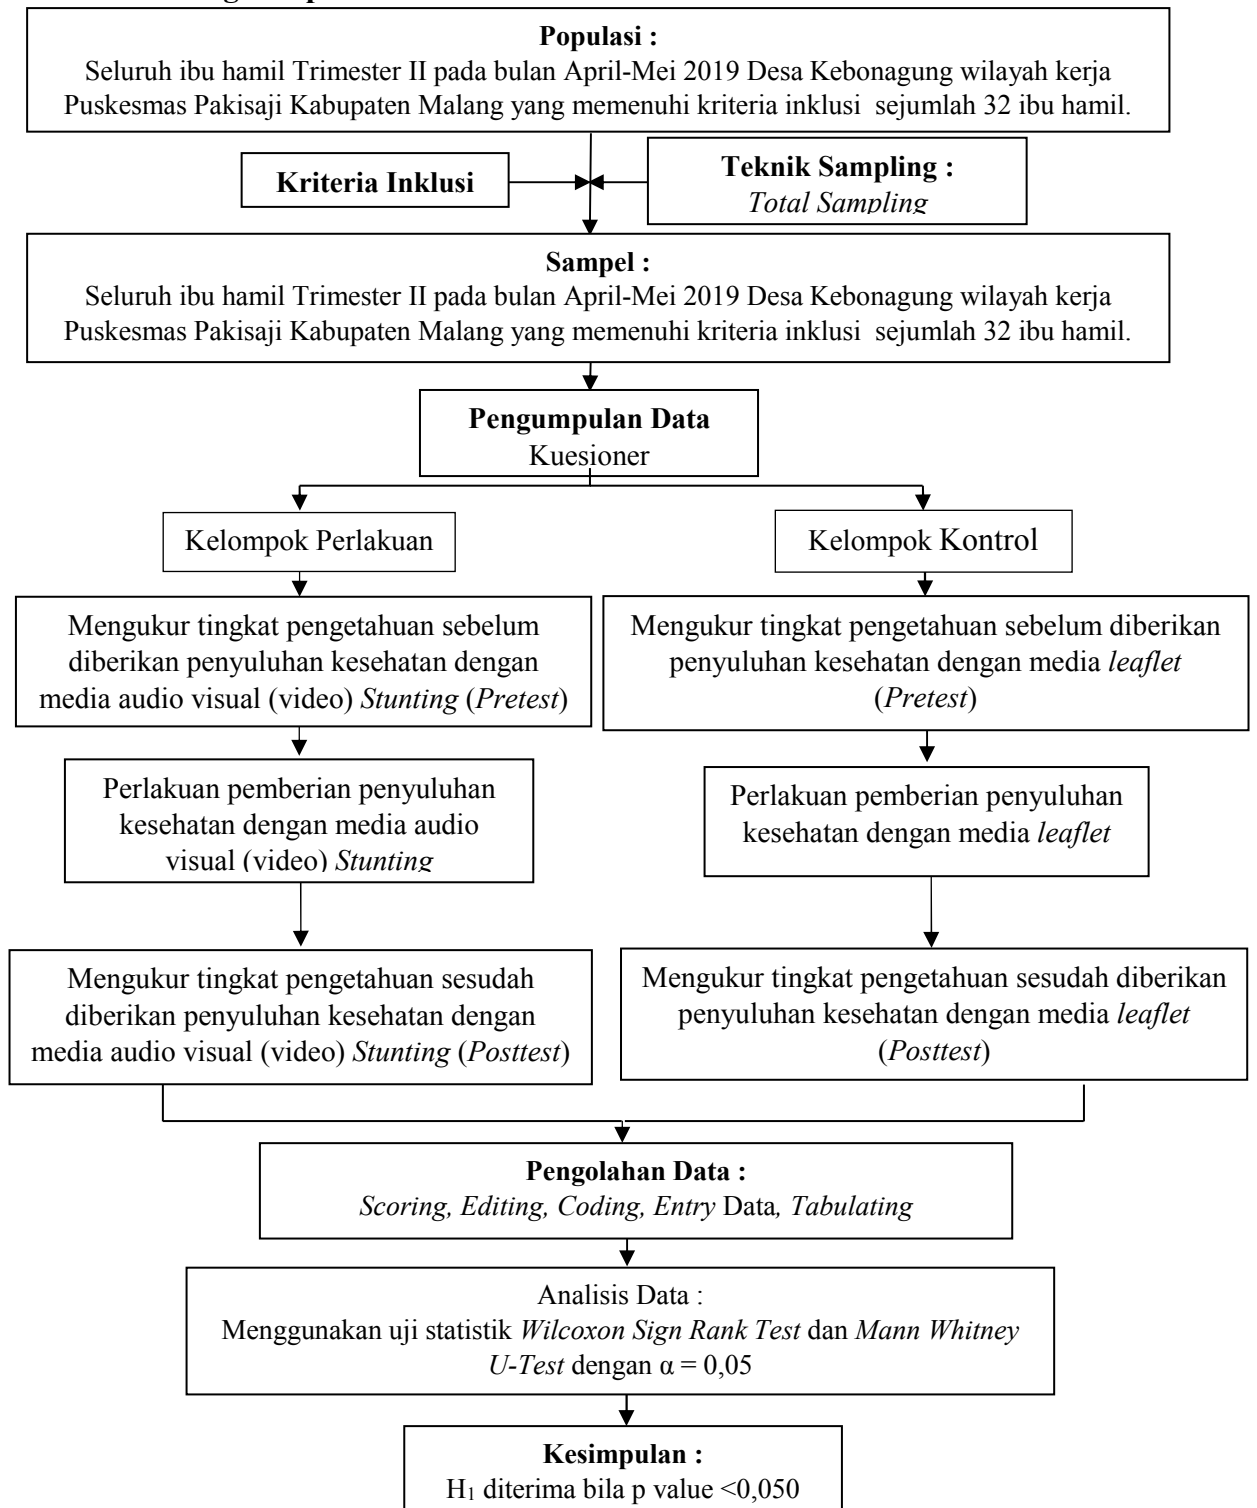 Populasi :
Seluruh ibu hamil Trimester II pada bulan April-Mei 2019 Desa Kebonagung wilayah kerja
Puskesmas Pakisaji Kabupaten Malang yang memenuhi kriteria inklusi sejumlah 32 ibu hamil.
Kriteria Inklusi
Teknik Sampling :
Total Sampling
Sampel :
Seluruh ibu hamil Trimester II pada bulan April-Mei 2019 Desa Kebonagung wilayah kerja
Puskesmas Pakisaji Kabupaten Malang yang memenuhi kriteria inklusi sejumlah 32 ibu hamil.
Pengumpulan Data
Kuesioner
Kelompok Perlakuan
Kelompok Kontrol
Mengukur tingkat pengetahuan sebelum
diberikan penyuluhan kesehatan dengan
media audio visual (video) Stunting (Pretest)
Mengukur tingkat pengetahuan sebelum diberikan
penyuluhan kesehatan dengan media leaflet
(Pretest)
Perlakuan pemberian penyuluhan
kesehatan dengan media audio
visual (video) Stunting
Perlakuan pemberian penyuluhan
kesehatan dengan media leaflet
Mengukur tingkat pengetahuan sesudah
diberikan penyuluhan kesehatan dengan
media audio visual (video) Stunting (Posttest)
Mengukur tingkat pengetahuan sesudah diberikan
penyuluhan kesehatan dengan media leaflet
(Posttest)
Pengolahan Data :
Scoring, Editing, Coding, Entry Data, Tabulating
Analisis Data :
Menggunakan uji statistik Wilcoxon Sign Rank Test dan Mann Whitney
U-Test dengan α = 0,05
Kesimpulan :
H₁ diterima bila p value <0,050